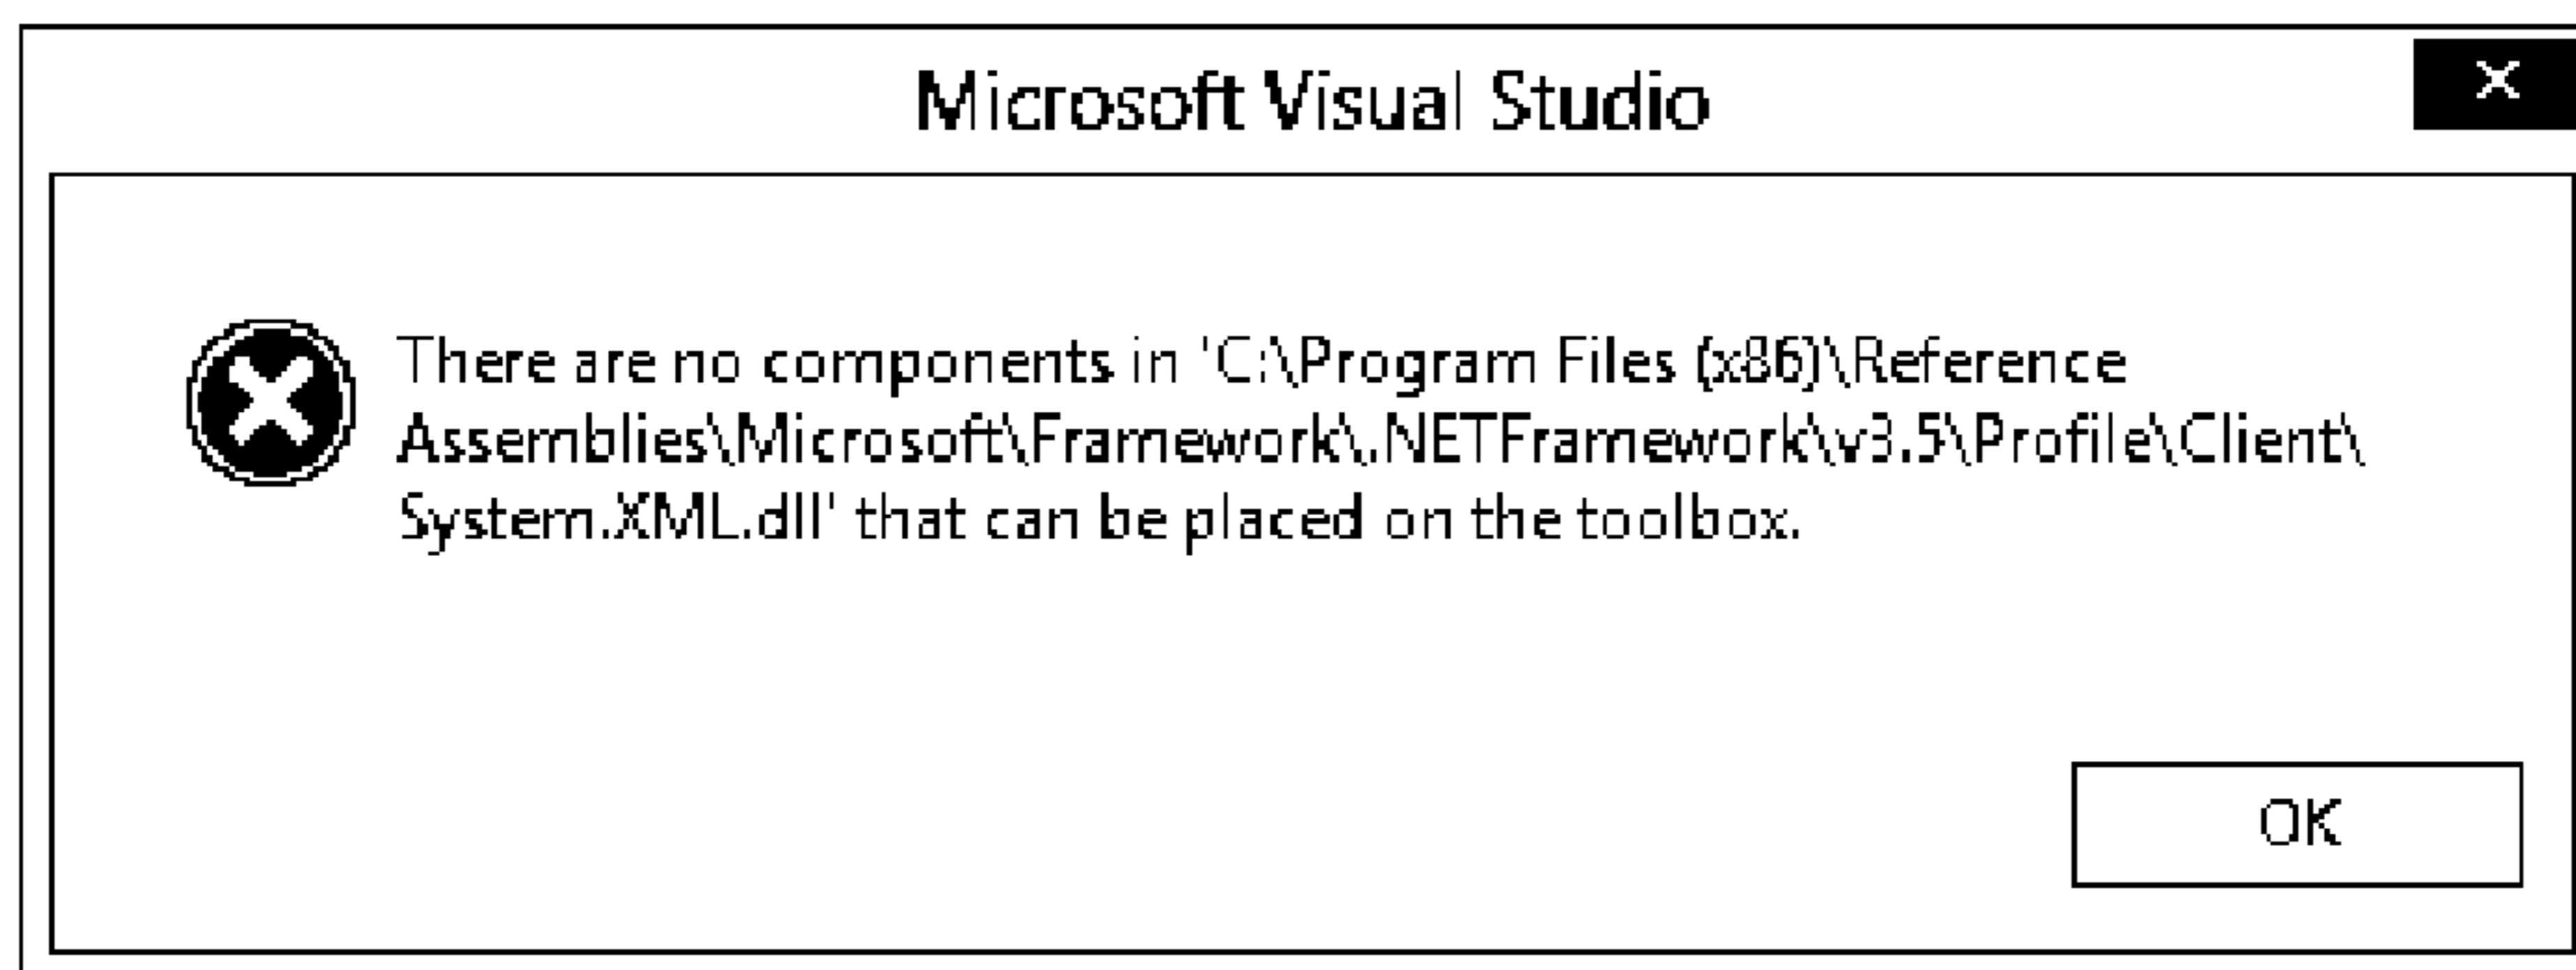 Microsoft Visual Studio
There are no components in 'C:\Program Files (x86)\Reference
Assemblies\Microsoft\Framework\.NETFramework\v3.5\Profile\Client\
System.XML.dll' that can be placed on the toolbox.
OK